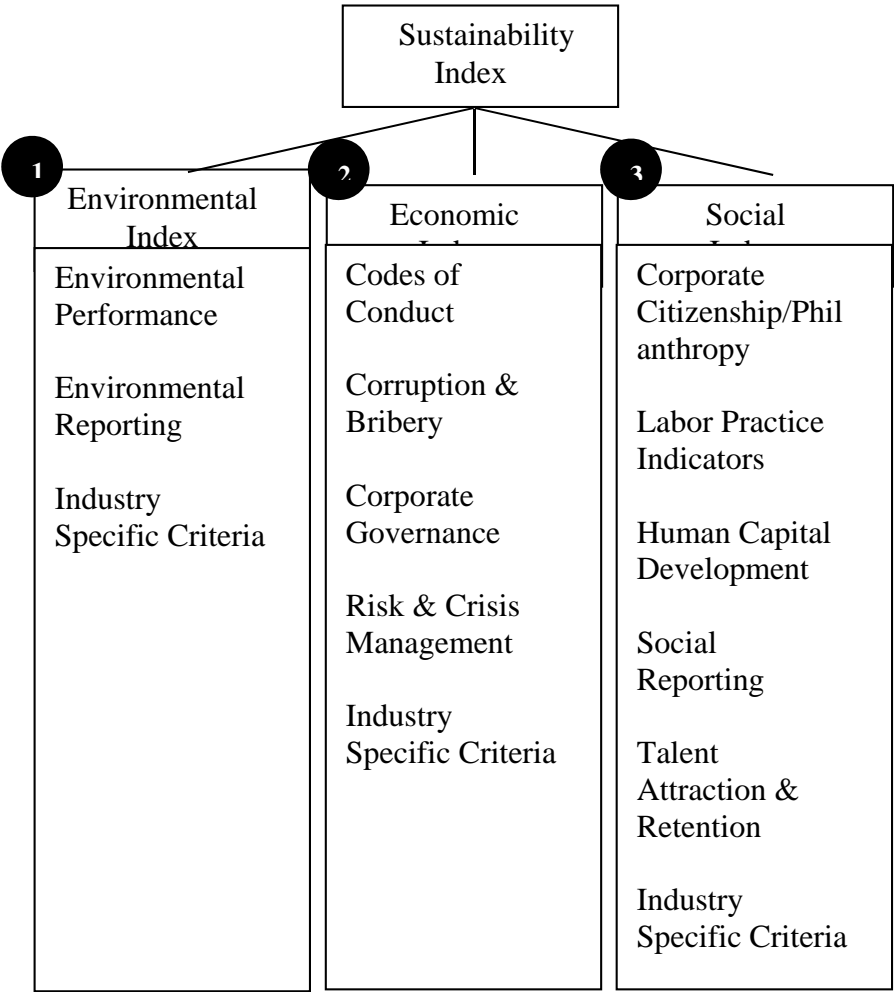 Sustainability
Index
1
Environmental
Index
Environmental
Performance
Environmental
Reporting
Industry
Specific Criteria
2
Economic
Codes of
Conduct
Corruption &
Bribery
Corporate
Governance
Risk & Crisis
Management
Industry
Specific Criteria
3
Social
Corporate
Citizenship/Phil
anthropy
Labor Practice
Indicators
Human Capital
Development
Social
Reporting
Talent
Attraction &
Retention
Industry
Specific Criteria